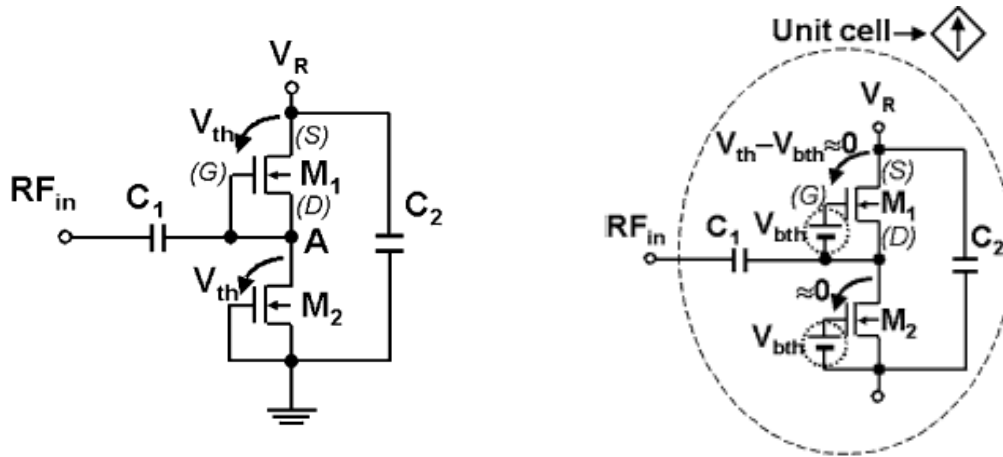 V_R
V_th
(S)
(G)
M_1
(D)
RF_in
C_1
C_2
A
V_th
M_2
Unit cell
V_R
V_th–V_bth≈0
(S)
(G)
M_1
(D)
RF_in
C_1
V_bth
C_2
≈0
M_2
V_bth